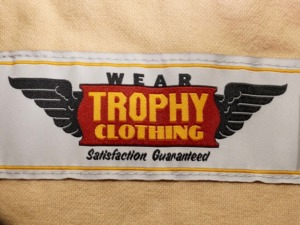 WEAR
TROPHY
CLOTHING
Satisfaction Guaranteed